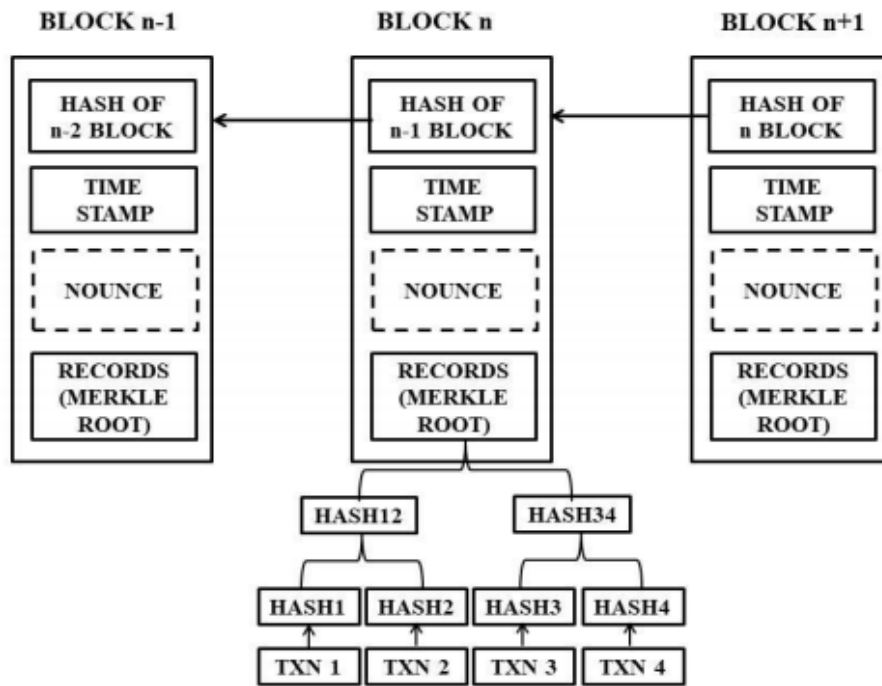 BLOCK n-1
BLOCK n
BLOCK n+1
HASH OF
n-2 BLOCK
HASH OF
n-1 BLOCK
HASH OF
n BLOCK
TIME
STAMP
TIME
STAMP
TIME
STAMP
NOUNCE
NOUNCE
NOUNCE
RECORDS
(MERKLE
ROOT)
RECORDS
(MERKLE
ROOT)
RECORDS
(MERKLE
ROOT)
HASH12
HASH34
HASH1
HASH2
HASH3
HASH4
TXN 1
TXN 2
TXN 3
TXN 4